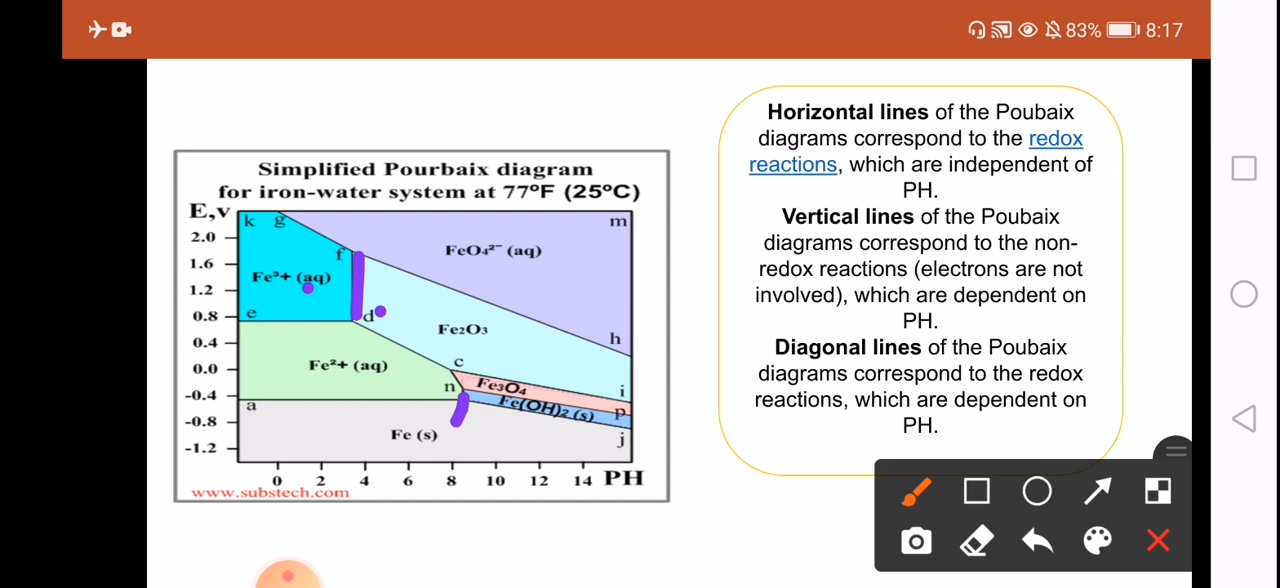 83% 8:17
Simplified Pourbaix diagram
for iron-water system at 77°F (25°C)
E,v
k g m
2.0
FeO₄²⁻ (aq)
f
1.6
Fe³+ (aq)
1.2
e d
0.8
Fe₂O₃
h
0.4
Fe²+ (aq)
c
0.0
n Fe₃O₄ i
-0.4
a Fe(OH)₂ (s) p
-0.8
Fe (s) j
-1.2
0 2 4 6 8 10 12 14 PH
www.substech.com
Horizontal lines of the Poubaix
diagrams correspond to the redox
reactions, which are independent of
PH.
Vertical lines of the Poubaix
diagrams correspond to the non-
redox reactions (electrons are not
involved), which are dependent on
PH.
Diagonal lines of the Poubaix
diagrams correspond to the redox
reactions, which are dependent on
PH.